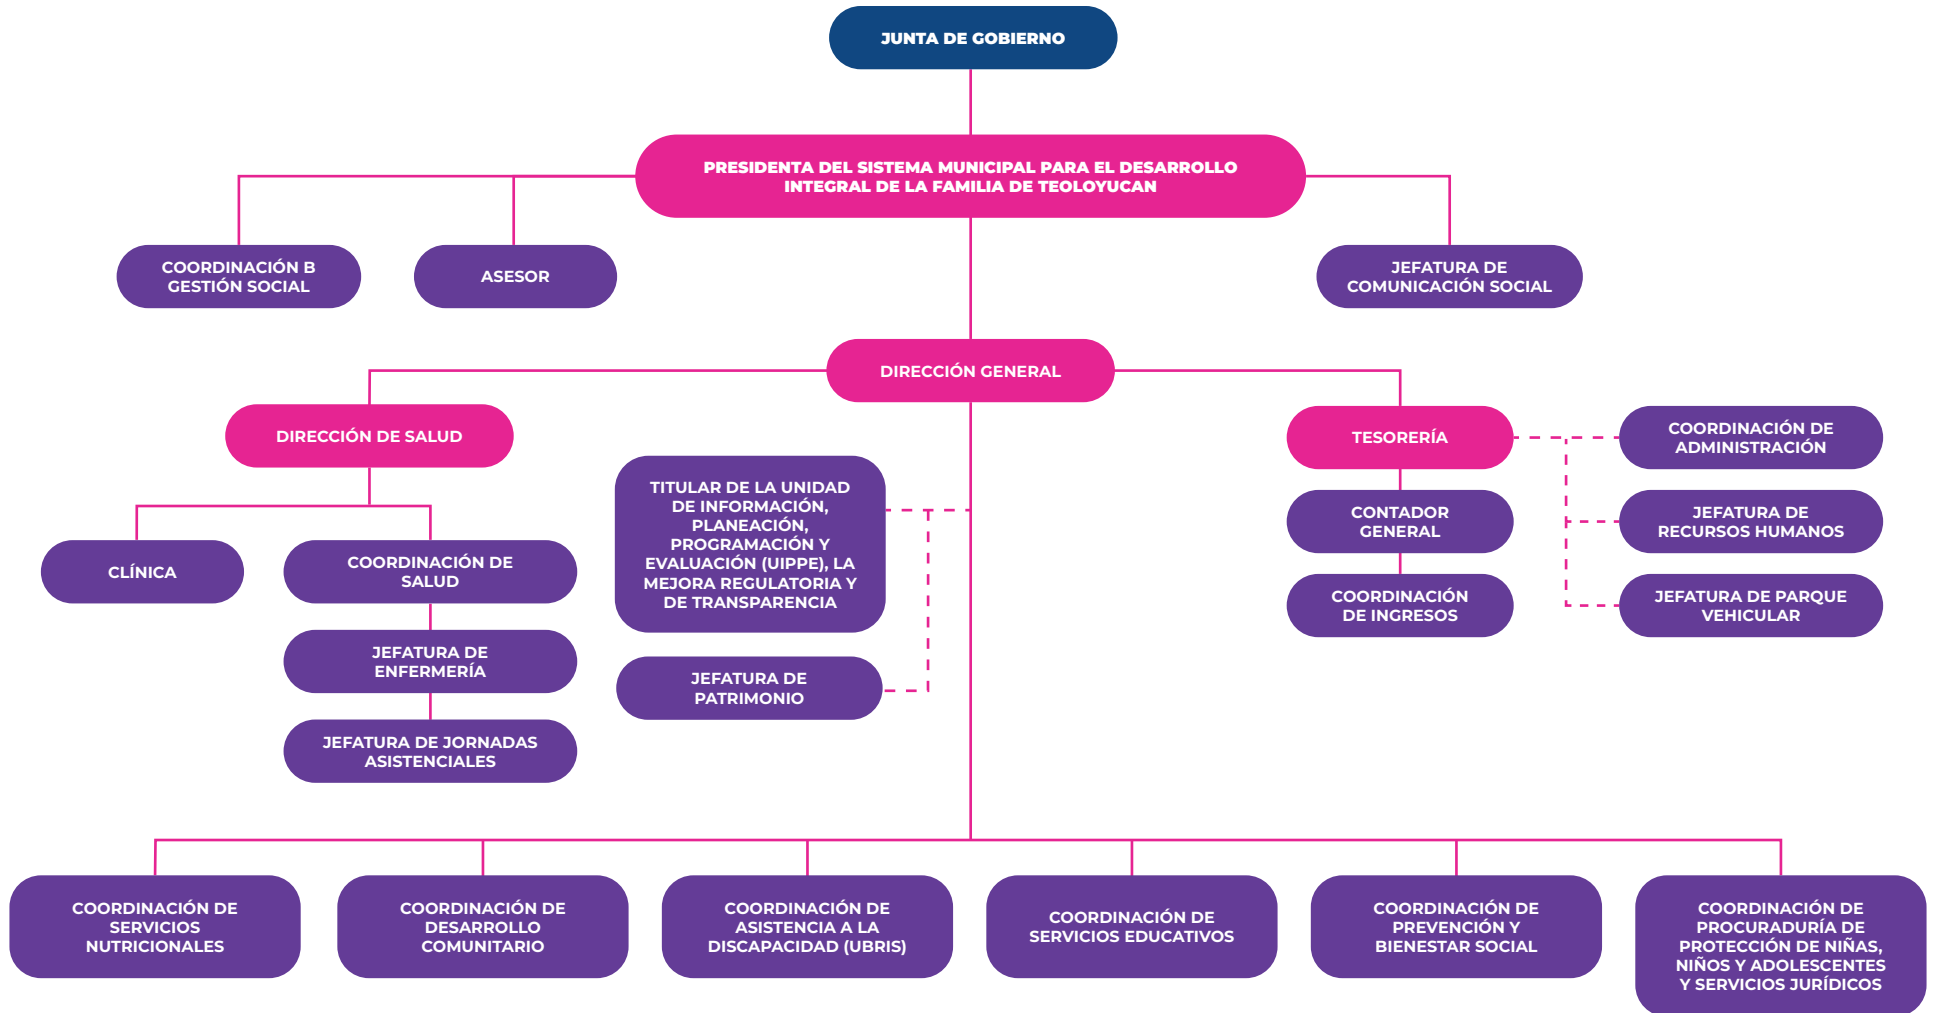 JUNTA DE GOBIERNO
PRESIDENTA DEL SISTEMA MUNICIPAL PARA EL DESARROLLO
INTEGRAL DE LA FAMILIA DE TEOLOYUCAN
COORDINACIÓN B
GESTIÓN SOCIAL
ASESOR
JEFATURA DE
COMUNICACIÓN SOCIAL
DIRECCIÓN GENERAL
DIRECCIÓN DE SALUD
CLÍNICA
COORDINACIÓN DE
SALUD
JEFATURA DE
ENFERMERÍA
JEFATURA DE JORNADAS
ASISTENCIALES
TITULAR DE LA UNIDAD
DE INFORMACIÓN,
PLANEACIÓN,
PROGRAMACIÓN Y
EVALUACIÓN (UIPPE), LA
MEJORA REGULATORIA Y
DE TRANSPARENCIA
JEFATURA DE
PATRIMONIO
TESORERÍA
CONTADOR
GENERAL
COORDINACIÓN
DE INGRESOS
COORDINACIÓN DE
ADMINISTRACIÓN
JEFATURA DE
RECURSOS HUMANOS
JEFATURA DE PARQUE
VEHICULAR
COORDINACIÓN DE
SERVICIOS
NUTRICIONALES
COORDINACIÓN DE
DESARROLLO
COMUNITARIO
COORDINACIÓN DE
ASISTENCIA A LA
DISCAPACIDAD (UBRIS)
COORDINACIÓN DE
SERVICIOS EDUCATIVOS
COORDINACIÓN DE
PREVENCIÓN Y
BIENESTAR SOCIAL
COORDINACIÓN DE
PROCURADURÍA DE
PROTECCIÓN DE NIÑAS,
NIÑOS Y ADOLESCENTES
Y SERVICIOS JURÍDICOS